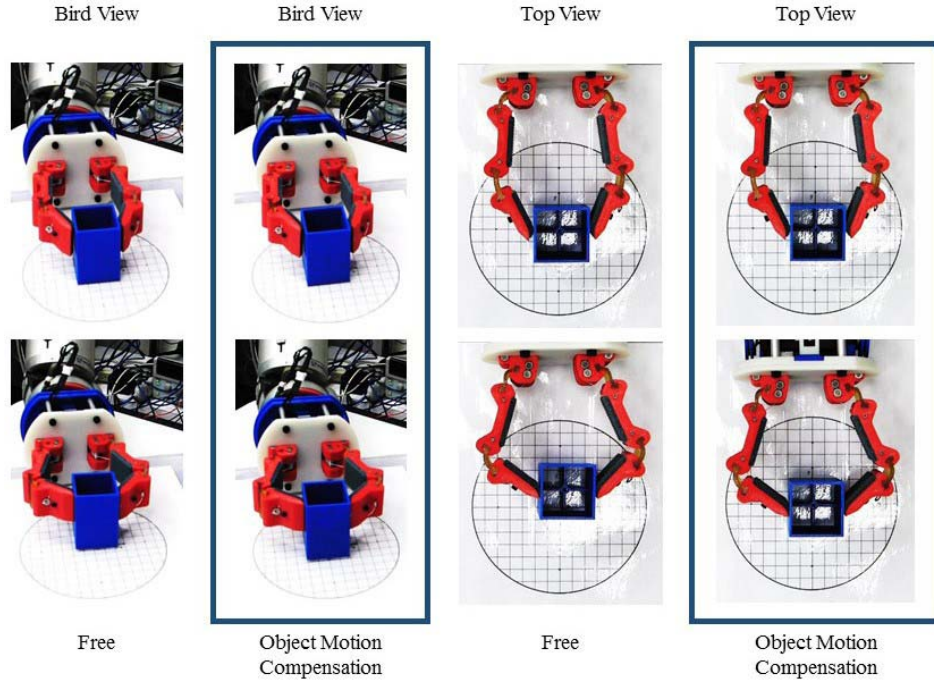 Bird View
Bird View
Top View
Top View
T
T
T
T
Free
Object Motion
Compensation
Free
Object Motion
Compensation